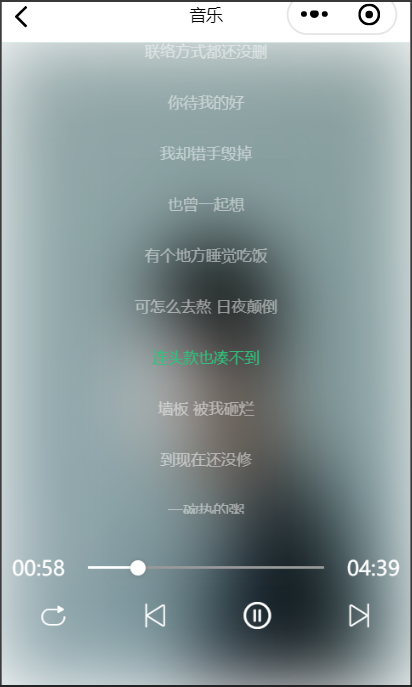 音乐
联络方式都还没删
你待我的好
我却错手毁掉
也曾一起想
有个地方睡觉吃饭
可怎么去熬 日夜颠倒
连头款也凑不到
墙板 被我砸烂
到现在还没修
一碗热的粥
00:58
04:39